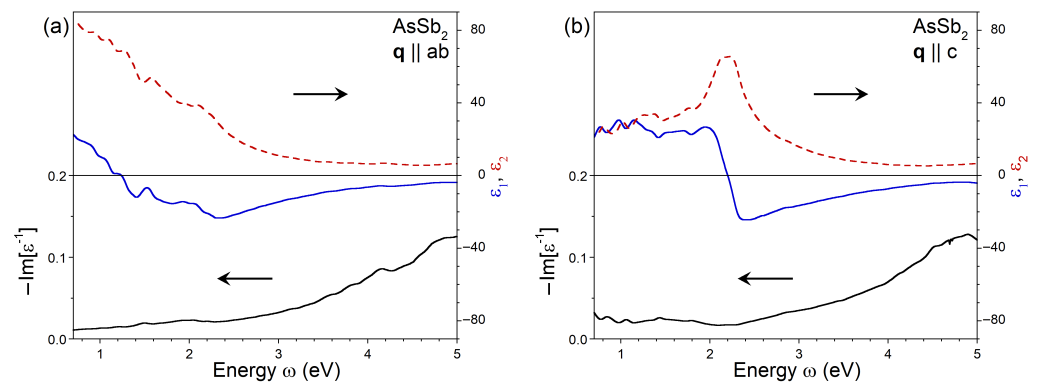 (a)
AsSb2
q || ab
80
40
0
−40
−80
ε1, ε2
0.2
0.1
0.0
−Im[ε-1]
1
2
3
4
5
Energy ω (eV)
(b)
AsSb2
q || c
80
40
0
−40
−80
ε1, ε2
0.2
0.1
0.0
−Im[ε-1]
1
2
3
4
5
Energy ω (eV)